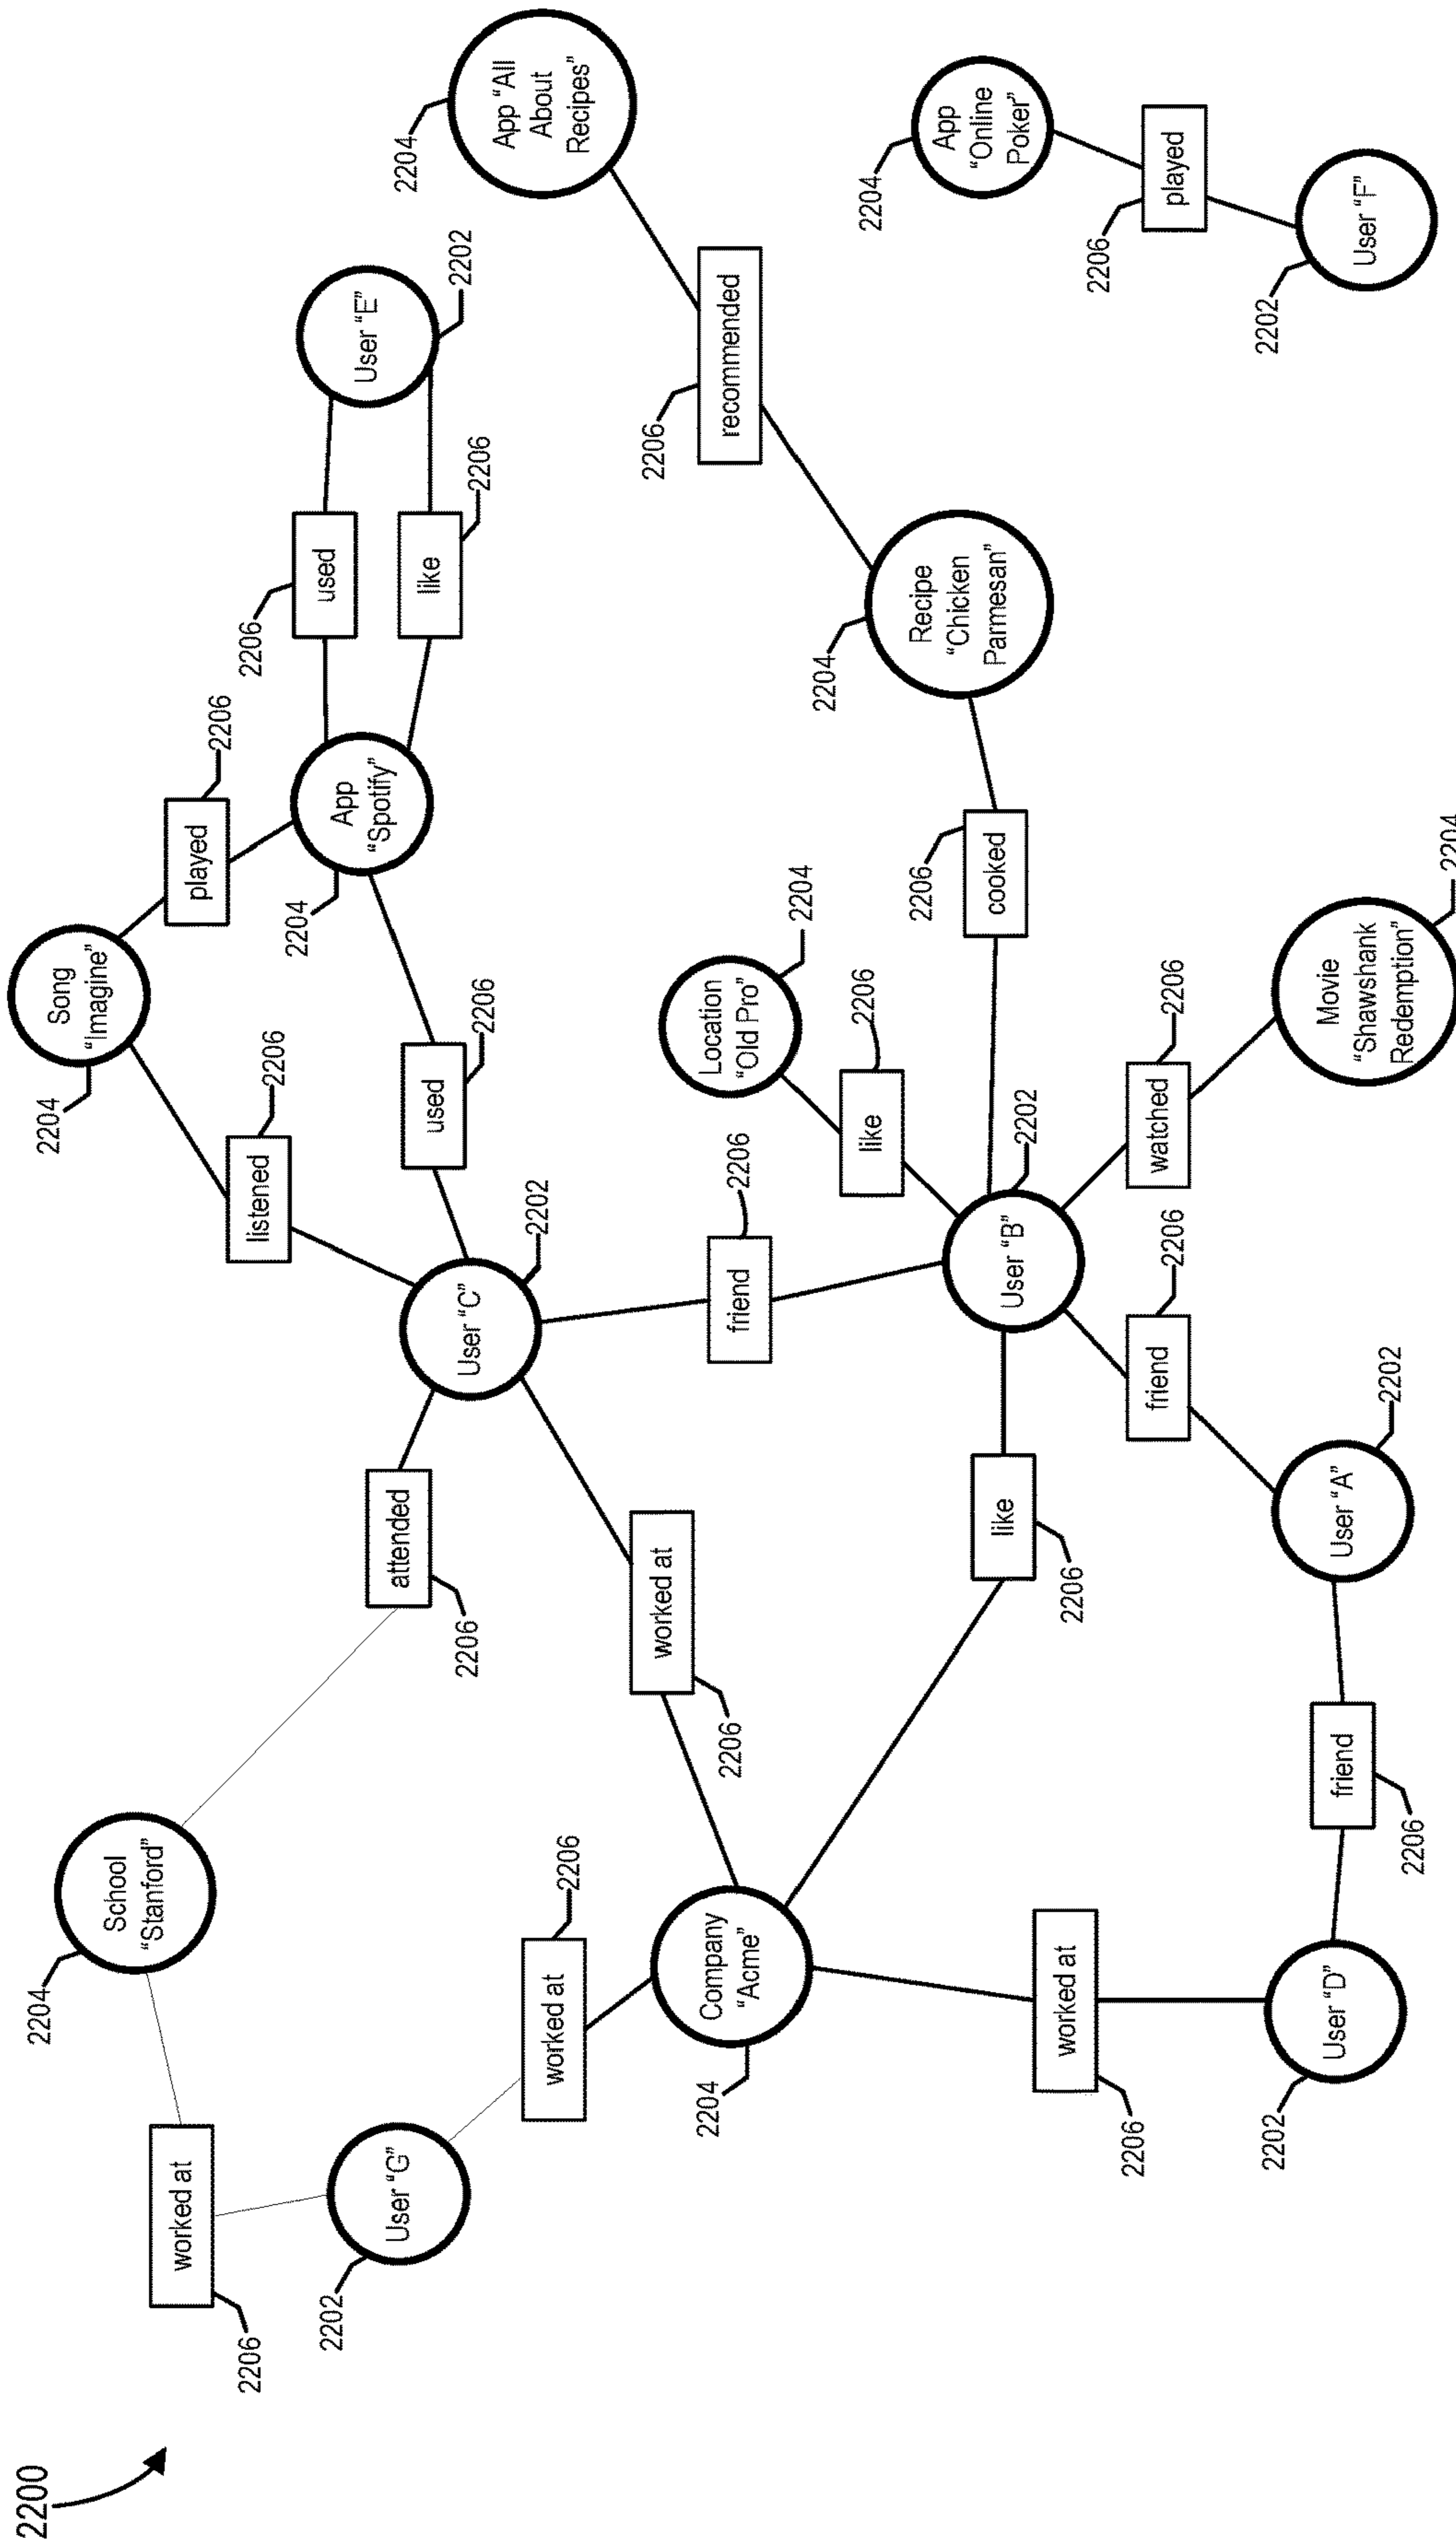 2200
2204
School
“Stanford”
2204
Song
“Imagine”
worked at
2206
played
2206
listened
2206
2202
User “G”
attended
2206
2204
App
“Spotify”
used
2206
like
2206
User “E”
2202
used
2206
User “C”
2202
worked at
2206
worked at
2206
Company
“Acme”
2204
friend
2206
Location
“Old Pro”
2204
recommended
2206
2204
App “All
About
Recipes”
like
2206
2204
Recipe
“Chicken
Parmesan”
cooked
2206
like
2206
User “B”
2202
2204
App
“Online
Poker”
worked at
2206
friend
2206
watched
2206
played
2206
2202
User “D”
friend
2206
User “A”
2202
Movie
“Shawshank
Redemption”
2204
2202
User “F”